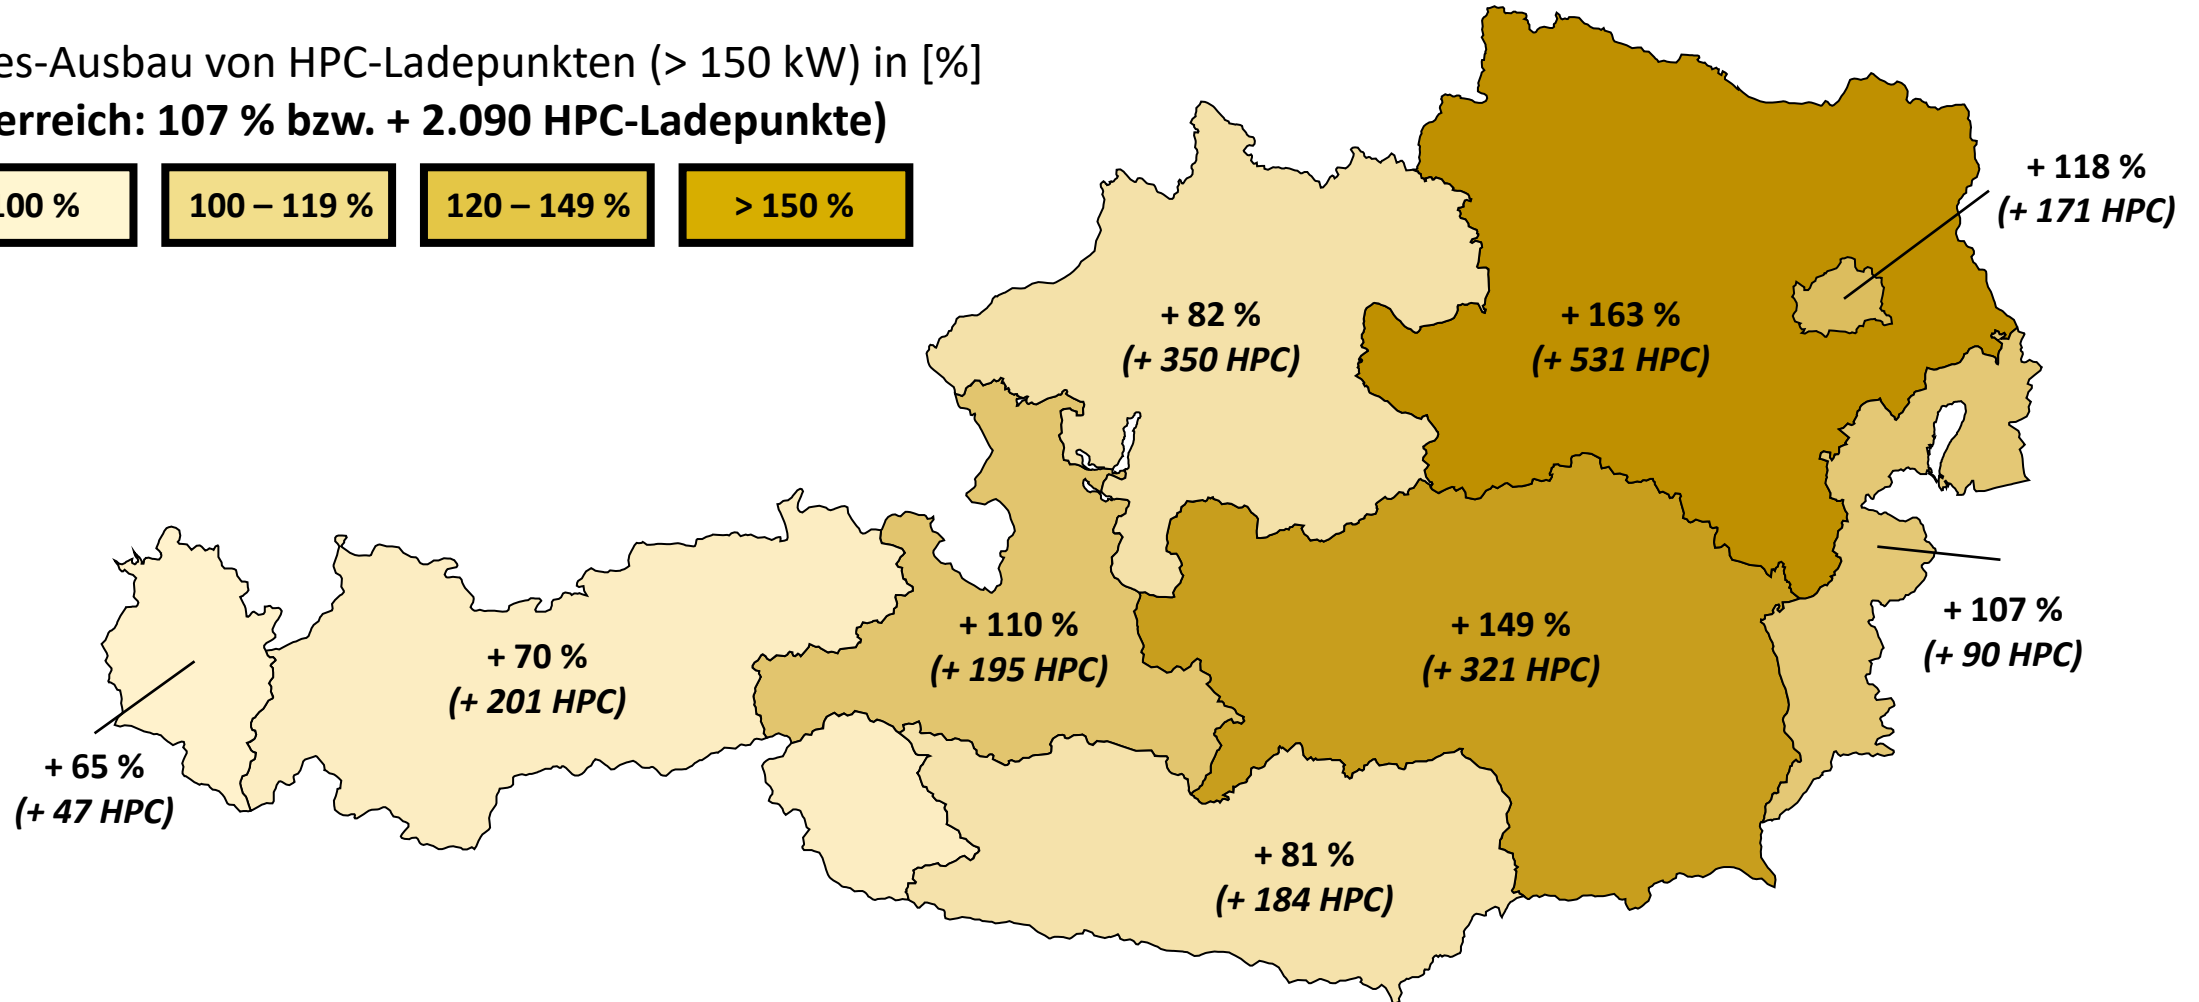 es-Ausbau von HPC-Ladepunkten (> 150 kW) in [%]
erreich: 107 % bzw. + 2.090 HPC-Ladepunkte)
00 %
100 – 119 %
120 – 149 %
> 150 %
+ 118 %
(+ 171 HPC)
+ 82 %
(+ 350 HPC)
+ 163 %
(+ 531 HPC)
+ 110 %
(+ 195 HPC)
+ 149 %
(+ 321 HPC)
+ 107 %
(+ 90 HPC)
+ 70 %
(+ 201 HPC)
+ 65 %
(+ 47 HPC)
+ 81 %
(+ 184 HPC)